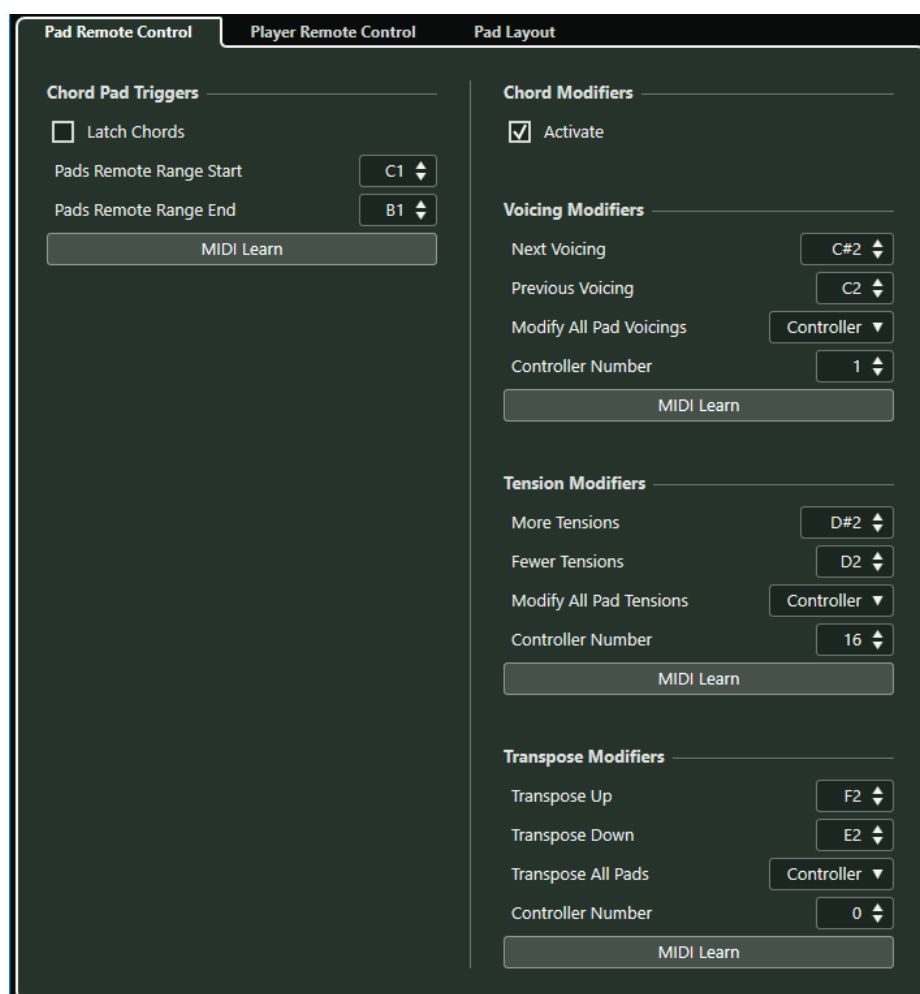 Pad Remote Control Player Remote Control Pad Layout
Chord Pad Triggers
Latch Chords
Pads Remote Range Start C1
Pads Remote Range End B1
MIDI Learn
Chord Modifiers
Activate
Voicing Modifiers
Next Voicing C#2
Previous Voicing C2
Modify All Pad Voicings Controller
Controller Number 1
MIDI Learn
Tension Modifiers
More Tensions D#2
Fewer Tensions D2
Modify All Pad Tensions Controller
Controller Number 16
MIDI Learn
Transpose Modifiers
Transpose Up F2
Transpose Down E2
Transpose All Pads Controller
Controller Number 0
MIDI Learn